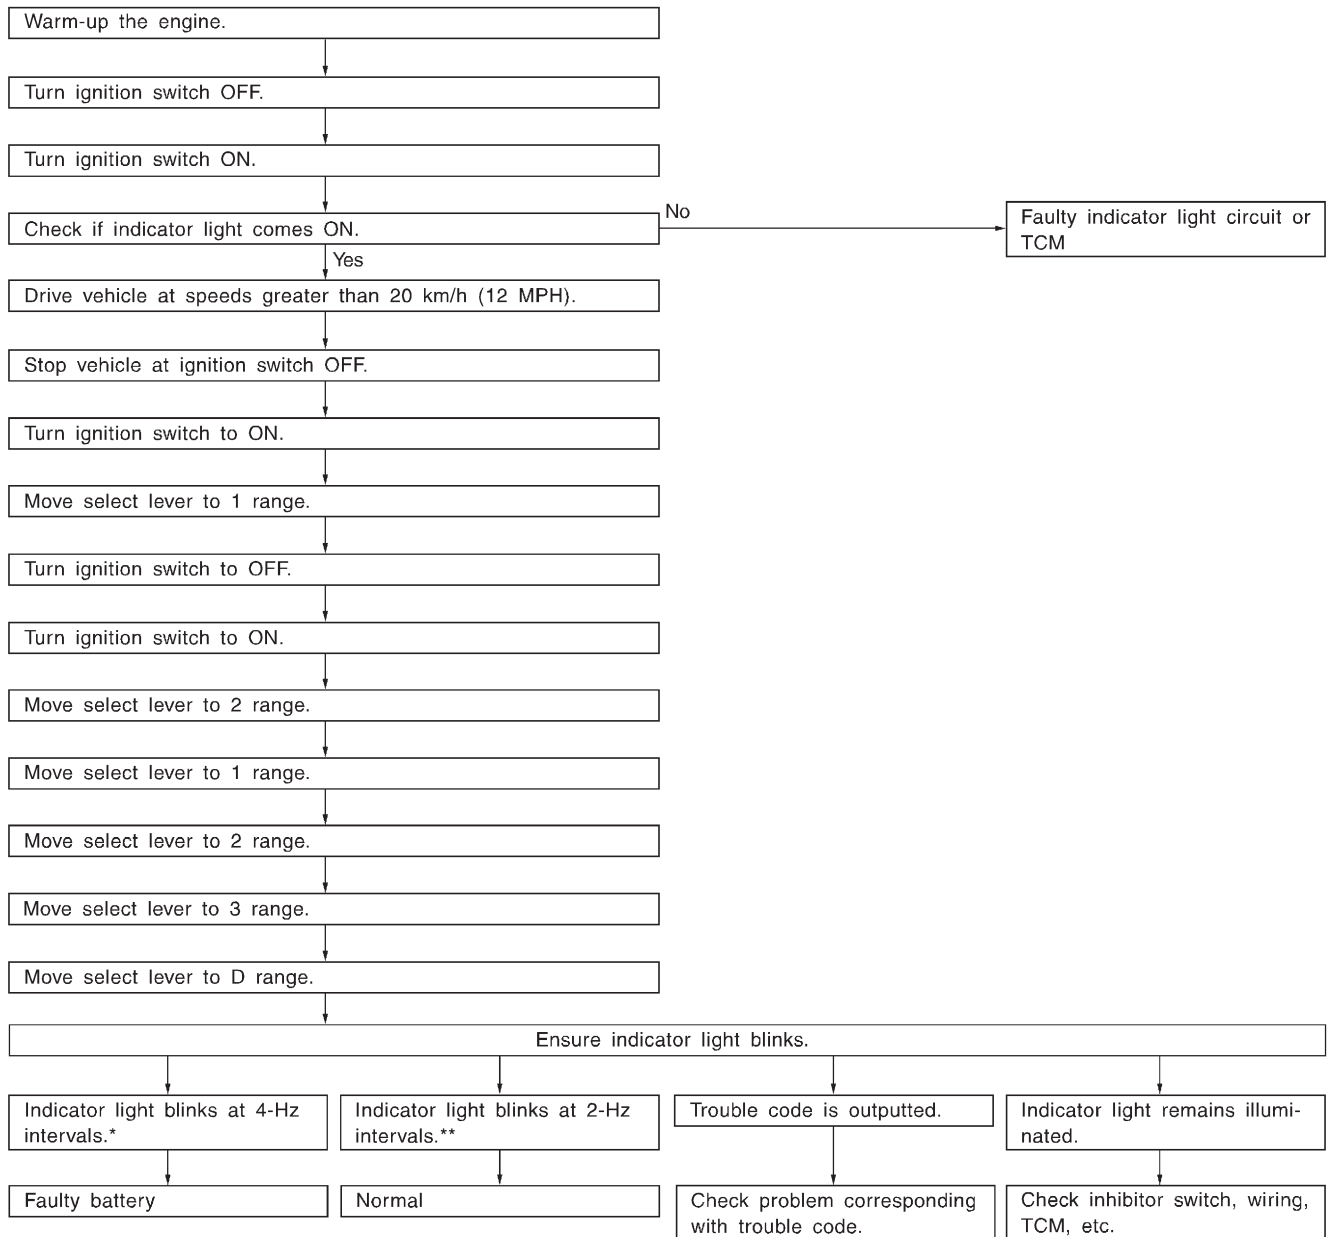 Warm-up the engine.
Turn ignition switch OFF.
Turn ignition switch ON.
Check if indicator light comes ON.
No
Faulty indicator light circuit or
TCM
Yes
Drive vehicle at speeds greater than 20 km/h (12 MPH).
Stop vehicle at ignition switch OFF.
Turn ignition switch to ON.
Move select lever to 1 range.
Turn ignition switch to OFF.
Turn ignition switch to ON.
Move select lever to 2 range.
Move select lever to 1 range.
Move select lever to 2 range.
Move select lever to 3 range.
Move select lever to D range.
Ensure indicator light blinks.
Indicator light blinks at 4-Hz
intervals.*
Indicator light blinks at 2-Hz
intervals.**
Trouble code is outputted.
Indicator light remains illumi-
nated.
Faulty battery
Normal
Check problem corresponding
with trouble code.
Check inhibitor switch, wiring,
TCM, etc.